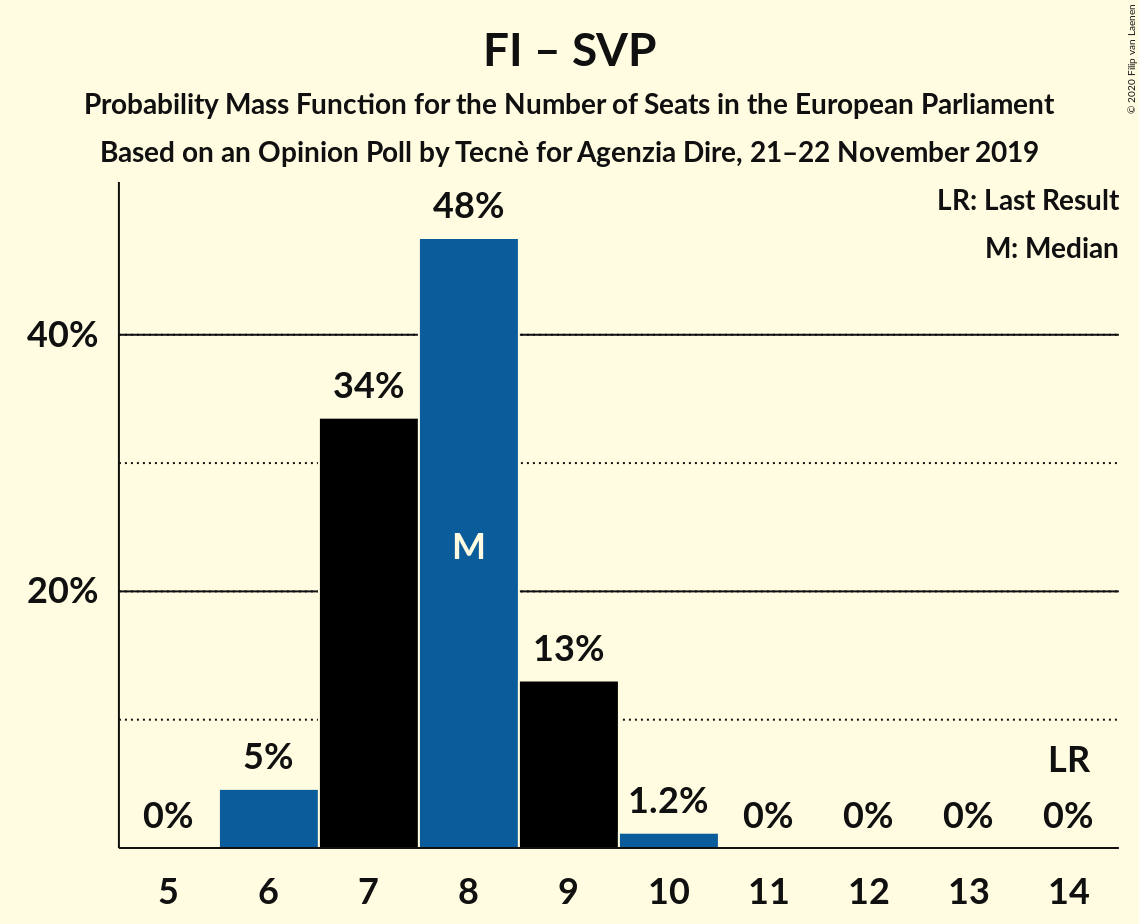 FI – SVP
Probability Mass Function for the Number of Seats in the European Parliament
Based on an Opinion Poll by Tecnè for Agenzia Dire, 21–22 November 2019
© 2020 Filip van Laenen
LR: Last Result
M: Median
48%
40%
34%
M
20%
13%
5%
LR
0%
1.2%
0%
0%
0%
0%
5 6 7 8 9 10 11 12 13 14